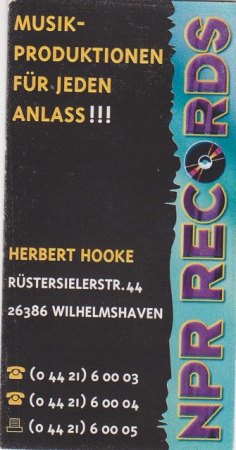 MUSIK-
PRODUKTIONEN
FÜR JEDEN
ANLASS!!!
HERBERT HOOKE
RÜSTERSIELERSTR.44
26386 WILHELMSHAVEN
☎ (0 44 21) 6 00 03
☎ (0 44 21) 6 00 04
(0 44 21) 6 00 05
NPR RECORDS